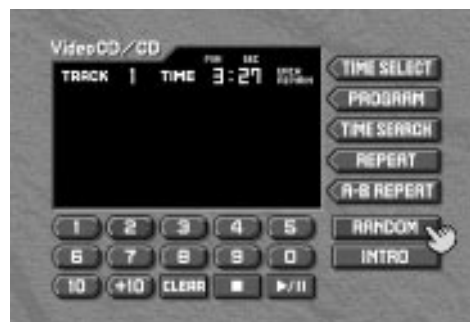 VideoCD/CD
MIN SEC
TRACK 1 TIME 3:27
TIME SELECT
PROGRAM
TIME SEARCH
REPEAT
A-B REPEAT
1 2 3 4 5 RANDOM
6 7 8 9 0 INTRO
10 +10 CLEAR ■ ▶/II